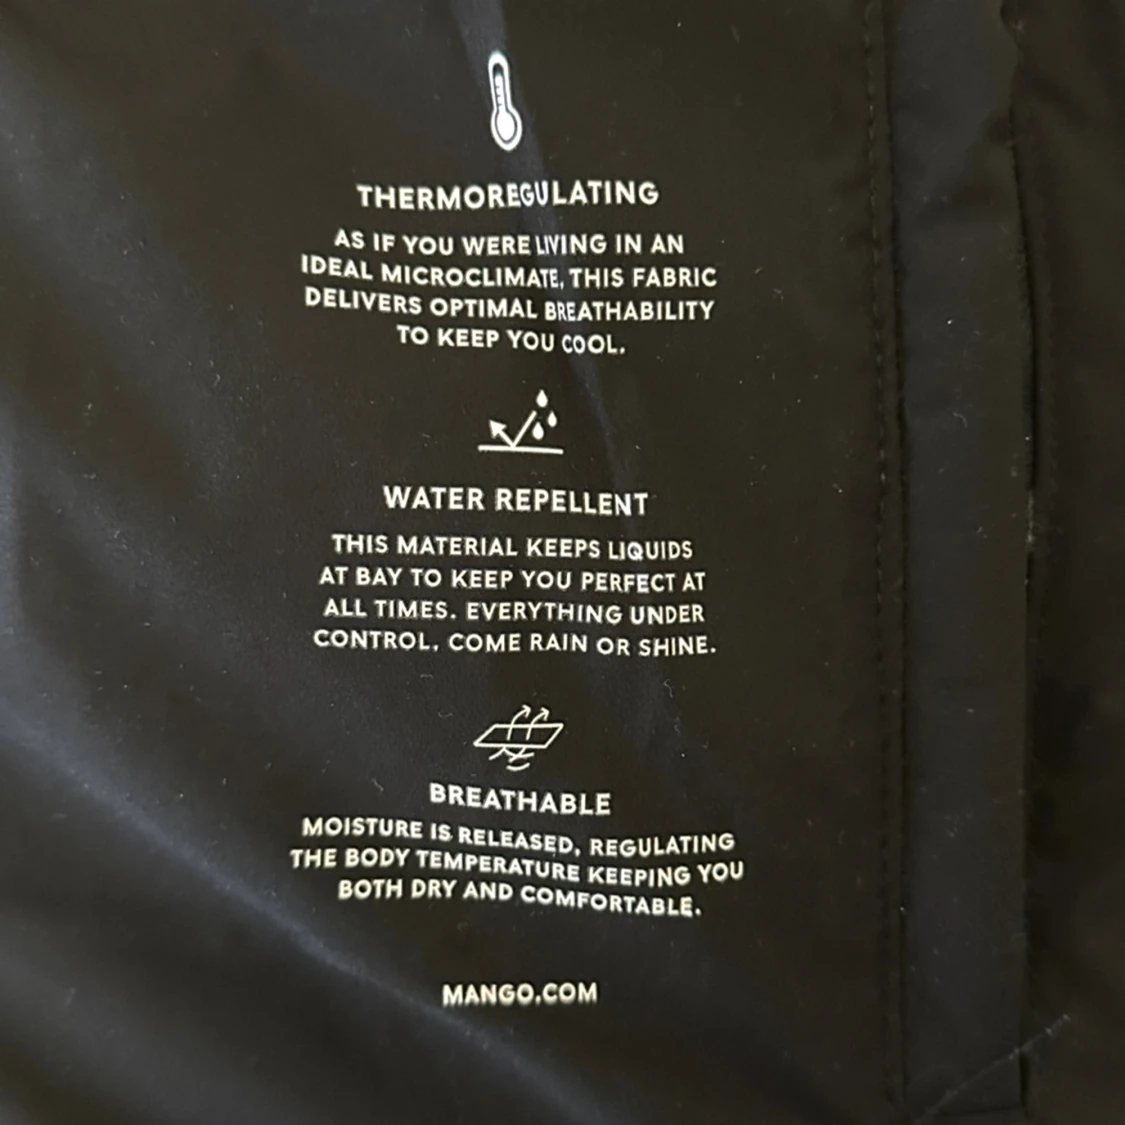 THERMOREGULATING
AS IF YOU WERE LIVING IN AN
IDEAL MICROCLIMATE, THIS FABRIC
DELIVERS OPTIMAL BREATHABILITY
TO KEEP YOU COOL.
WATER REPELLENT
THIS MATERIAL KEEPS LIQUIDS
AT BAY TO KEEP YOU PERFECT AT
ALL TIMES. EVERYTHING UNDER
CONTROL, COME RAIN OR SHINE.
BREATHABLE
MOISTURE IS RELEASED, REGULATING
THE BODY TEMPERATURE KEEPING YOU
BOTH DRY AND COMFORTABLE.
MANGO.COM